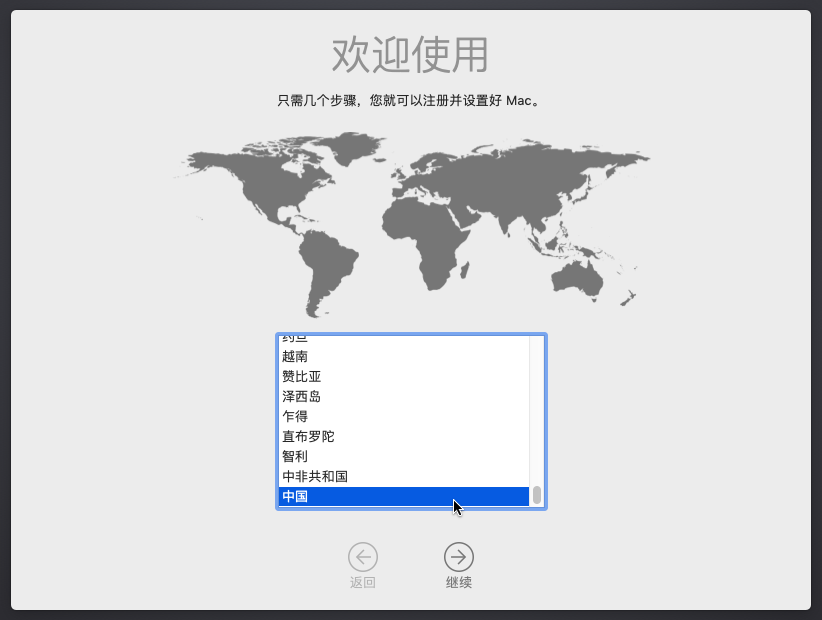 欢迎使用
只需几个步骤，您就可以注册并设置好 Mac。
约旦
越南
赞比亚
泽西岛
乍得
直布罗陀
智利
中非共和国
中国
返回
继续